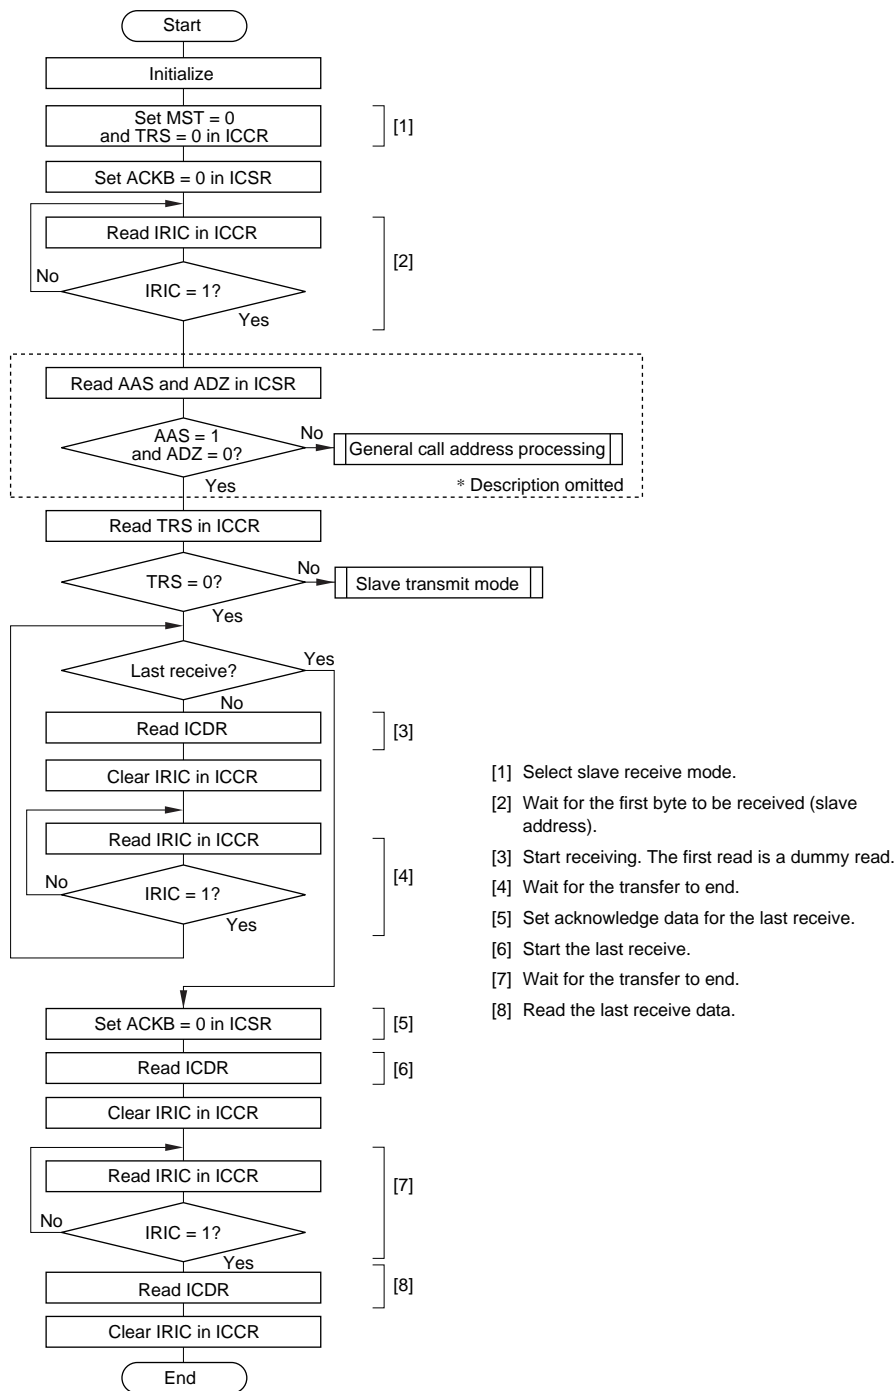 Start
Initialize
Set MST = 0
and TRS = 0 in ICCR
[1]
Set ACKB = 0 in ICSR
Read IRIC in ICCR
[2]
No
IRIC = 1?
Yes
Read AAS and ADZ in ICSR
AAS = 1
and ADZ = 0?
No
General call address processing
Yes
* Description omitted
Read TRS in ICCR
TRS = 0?
No
Slave transmit mode
Yes
Last receive?
Yes
No
Read ICDR
[3]
Clear IRIC in ICCR
Read IRIC in ICCR
[4]
No
IRIC = 1?
Yes
Set ACKB = 0 in ICSR
[5]
Read ICDR
[6]
Clear IRIC in ICCR
Read IRIC in ICCR
[7]
No
IRIC = 1?
Yes
Read ICDR
[8]
Clear IRIC in ICCR
End
[1] Select slave receive mode.
[2] Wait for the first byte to be received (slave
address).
[3] Start receiving. The first read is a dummy read.
[4] Wait for the transfer to end.
[5] Set acknowledge data for the last receive.
[6] Start the last receive.
[7] Wait for the transfer to end.
[8] Read the last receive data.